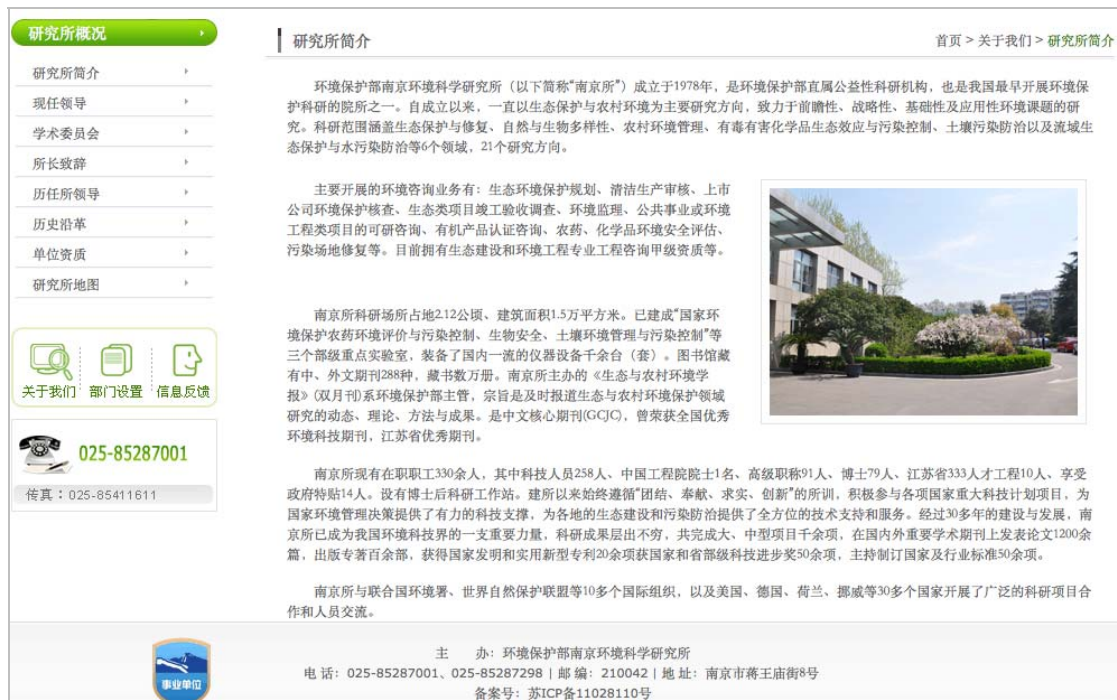 研究所概况
研究所简介
现任领导
学术委员会
所长致辞
历任所领导
历史沿革
单位资质
研究所地图
关于我们 部门设置 信息反馈
025-85287001
传真：025-85411611
研究所简介
首页 > 关于我们 > 研究所简介
环境保护部南京环境科学研究所（以下简称“南京所”）成立于1978年，是环境保护部直属公益性科研机构，也是我国最早开展环境保
护科研的院所之一。自成立以来，一直以生态保护与农村环境为主要研究方向，致力于前瞻性、战略性、基础性及应用性环境课题的研
究。科研范围涵盖生态保护与修复、自然与生物多样性、农村环境管理、有毒有害化学品生态效应与污染控制、土壤污染防治以及流域生
态保护与水污染防治等6个领域，21个研究方向。
主要开展的环境咨询业务有：生态环境保护规划、清洁生产审核、上市
公司环境保护核查、生态类项目竣工验收调查、环境监理、公共事业或环境
工程类项目的可研咨询、有机产品认证咨询、农药、化学品环境安全评估、
污染场地修复等。目前拥有生态建设和环境工程专业工程咨询甲级资质等。
南京所科研场所占地2.12公顷、建筑面积1.5万平方米。已建成“国家环
境保护农药环境评价与污染控制、生物安全、土壤环境管理与污染控制”等
三个部级重点实验室，装备了国内一流的仪器设备千余台（套）。图书馆藏
有中、外文期刊288种，藏书数万册。南京所主办的《生态与农村环境学
报》(双月刊)系环境保护部主管，宗旨是及时报道生态与农村环境保护领域
研究的动态、理论、方法与成果。是中文核心期刊(GCJC)，曾荣获全国优秀
环境科技期刊，江苏省优秀期刊。
南京所现有在职职工330余人，其中科技人员258人、中国工程院院士1名、高级职称91人、博士79人、江苏省333人才工程10人、享受
政府特贴14人。设有博士后科研工作站。建所以来始终遵循“团结、奉献、求实、创新”的所训，积极参与各项国家重大科技计划项目，为
国家环境管理决策提供了有力的科技支撑，为各地的生态建设和污染防治提供了全方位的技术支持和服务。经过30多年的建设与发展，南
京所已成为我国环境科技界的一支重要力量，科研成果层出不穷，共完成大、中型项目千余项，在国内外重要学术期刊上发表论文1200余
篇，出版专著百余部，获得国家发明和实用新型专利20余项获国家和省部级科技进步奖50余项，主持制订国家及行业标准50余项。
南京所与联合国环境署、世界自然保护联盟等10多个国际组织，以及美国、德国、荷兰、挪威等30多个国家开展了广泛的科研项目合
作和人员交流。
事业单位
主 办：环境保护部南京环境科学研究所
电 话：025-85287001、025-85287298 | 邮 编：210042 | 地 址：南京市蒋王庙街8号
备案号：苏ICP备11028110号